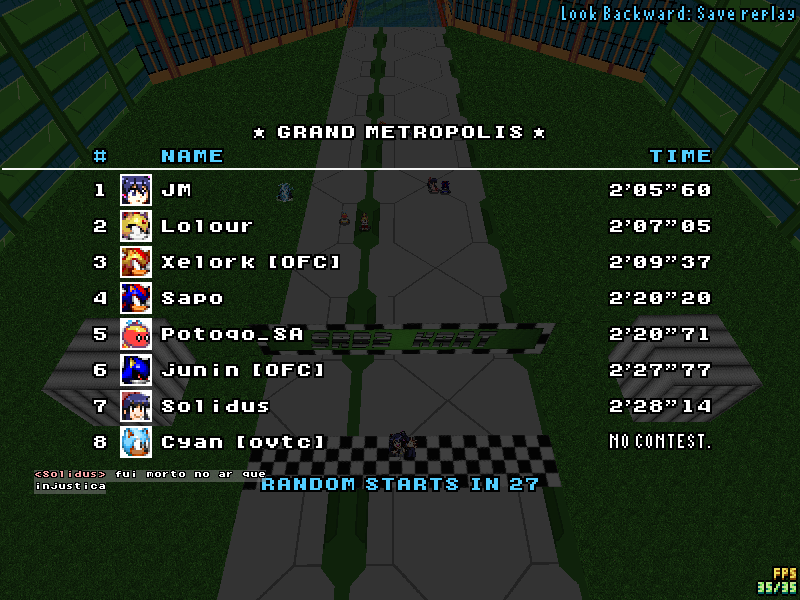 Look Backward: Save replay
★ GRAND METROPOLIS ★
# NAME TIME
1 JM 2'05"60
2 Lolour 2'07"05
3 Xelork [OFC] 2'09"37
4 Sapo 2'20"20
5 Potoqo_SA 2'20"71
6 Junin [OFC] 2'27"77
7 Solidus 2'28"14
8 Cyan [ovtc] NO CONTEST.
<Solidus> fui morto no ar que
injustica
RANDOM STARTS IN 27
FPS
35/35